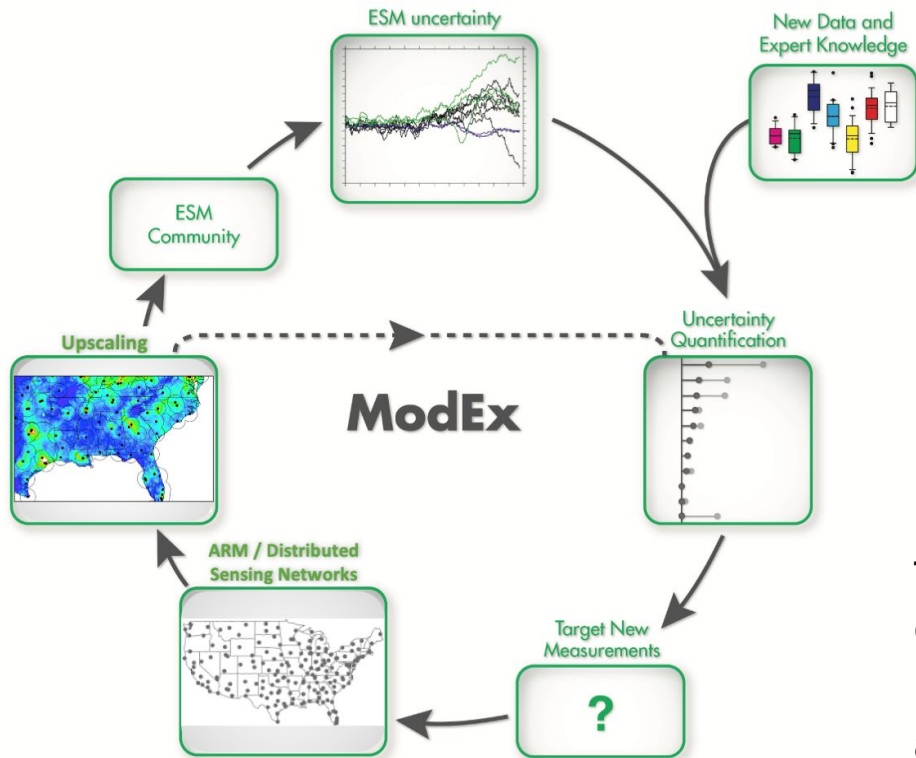 ESM uncertainty
New Data and
Expert Knowledge
ESM
Community
Upscaling
Uncertainty
Quantification
ModEx
ARM / Distributed
Sensing Networks
Target New
Measurements
?